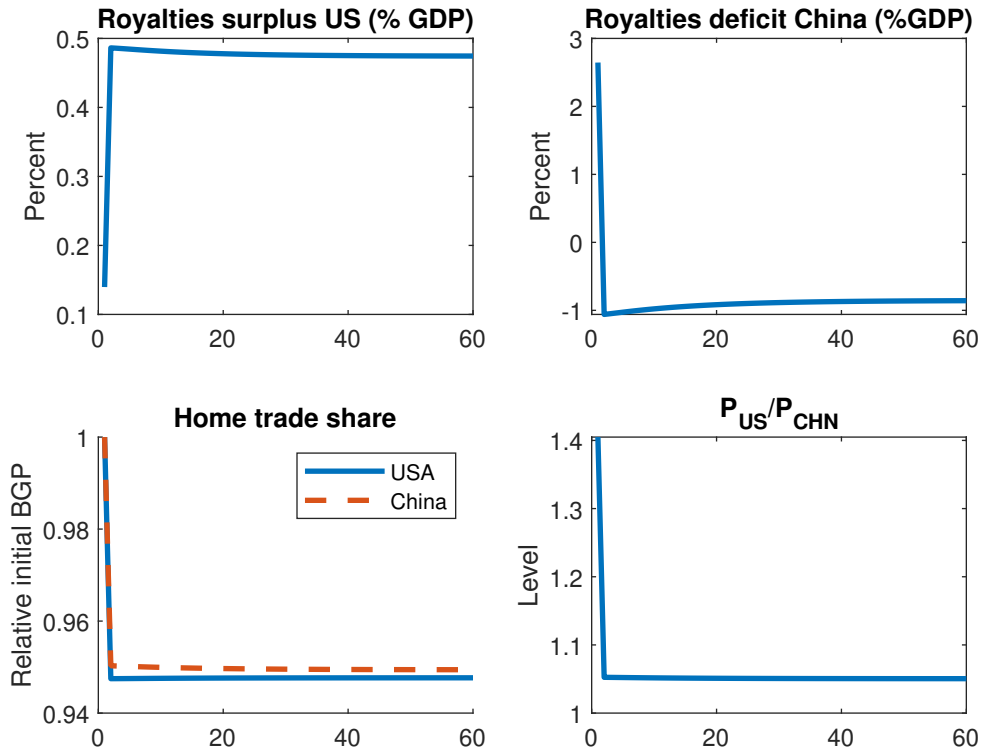 Royalties surplus US (% GDP)
0.5
0.4
0.3
0.2
0.1
Percent
0 20 40 60
Royalties deficit China (%GDP)
3
2
1
0
-1
Percent
0 20 40 60
Home trade share
1
0.98
0.96
0.94
Relative initial BGP
USA
China
0 20 40 60
P_US/P_CHN
1.4
1.3
1.2
1.1
1
Level
0 20 40 60